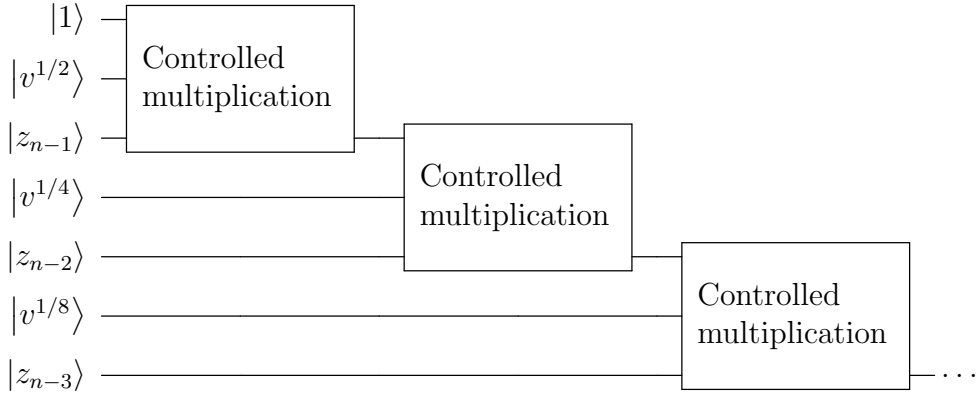 |1⟩
|v^{1/2}⟩
Controlled
multiplication
|z_{n−1}⟩
|v^{1/4}⟩
Controlled
multiplication
|z_{n−2}⟩
|v^{1/8}⟩
Controlled
multiplication
|z_{n−3}⟩
···